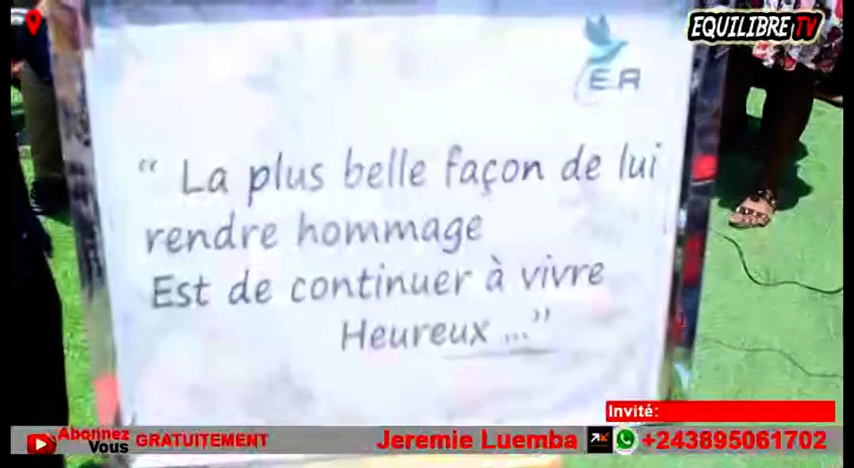 EQUILIBRE TV
E.R
“ La plus belle façon de lui
rendre hommage
Est de continuer à vivre
Heureux ...”
Invité:
Abonnez
Vous GRATUITEMENT
Jeremie Luemba
+243895061702